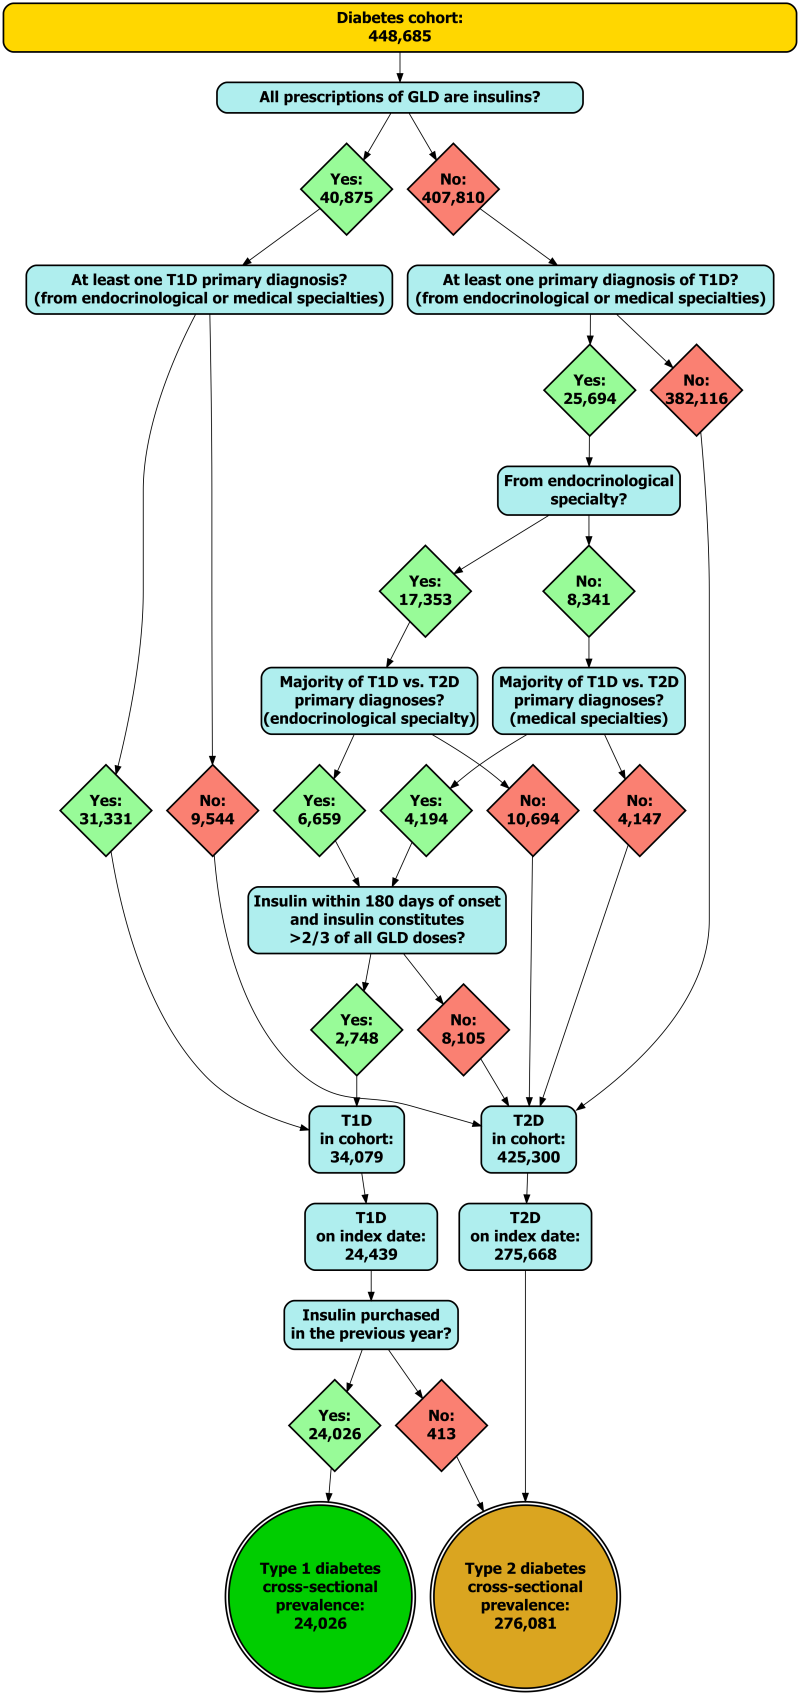 Diabetes cohort:
448,685
All prescriptions of GLD are insulins?
Yes:
40,875
No:
407,810
At least one T1D primary diagnosis?
(from endocrinological or medical specialties)
At least one primary diagnosis of T1D?
(from endocrinological or medical specialties)
Yes:
25,694
No:
382,116
From endocrinological
specialty?
Yes:
17,353
No:
8,341
Majority of T1D vs. T2D
primary diagnoses?
(endocrinological specialty)
Majority of T1D vs. T2D
primary diagnoses?
(medical specialties)
Yes:
31,331
No:
9,544
Yes:
6,659
Yes:
4,194
No:
10,694
No:
4,147
Insulin within 180 days of onset
and insulin constitutes
>2/3 of all GLD doses?
Yes:
2,748
No:
8,105
T1D
in cohort:
34,079
T2D
in cohort:
425,300
T1D
on index date:
24,439
T2D
on index date:
275,668
Insulin purchased
in the previous year?
Yes:
24,026
No:
413
Type 1 diabetes
cross-sectional
prevalence:
24,026
Type 2 diabetes
cross-sectional
prevalence:
276,081